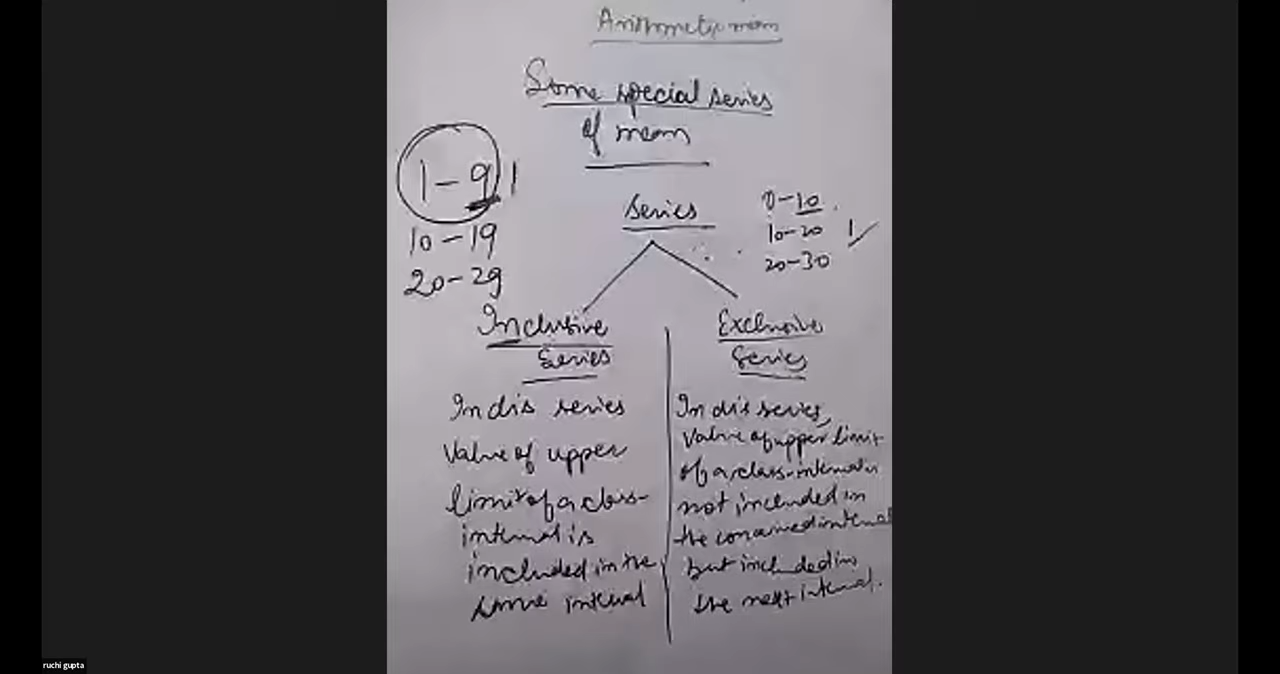 Arithmetic mean
Some special series
of mean
1-9
10-19
20-29
Series
0-10
10-20
20-30
Inclusive
Series
In dis series
Value of upper
limit of a class-
interval is
included in the
same interval
Exclusive
Series
In dis series,
Value of upper limit
of a class-interval is
not included in
the concerned interval
but included in
the next interval.
ruchi gupta